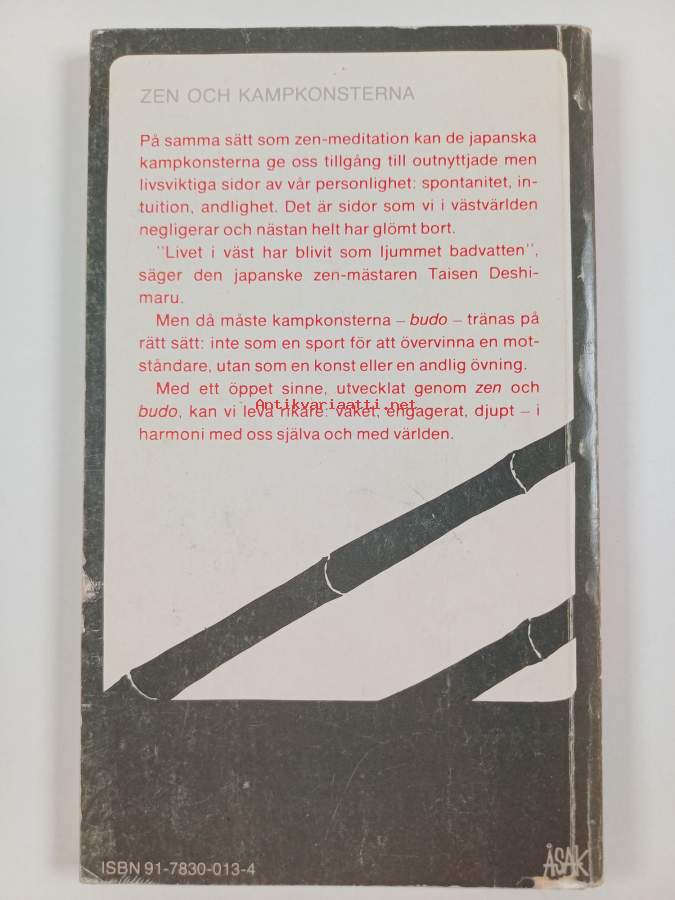 ZEN OCH KAMPKONSTERNA
På samma sätt som zen-meditation kan de japanska
kampkonsterna ge oss tillgång till outnyttjade men
livsviktiga sidor av vår personlighet: spontanitet, in-
tuition, andlighet. Det är sidor som vi i västvärlden
negligerar och nästan helt har glömt bort.
"Livet i väst har blivit som ljummet badvatten",
säger den japanske zen-mästaren Taisen Deshi-
maru.
Men då måste kampkonsterna – budo – tränas på
rätt sätt: inte som en sport för att övervinna en mot-
ståndare, utan som en konst eller en andlig övning.
Med ett öppet sinne, utvecklat genom zen och
Antikvariaatti.net
budo, kan vi leva rikare: vaket, engagerat, djupt – i
harmoni med oss själva och med världen.
ISBN 91-7830-013-4
ÅSAK